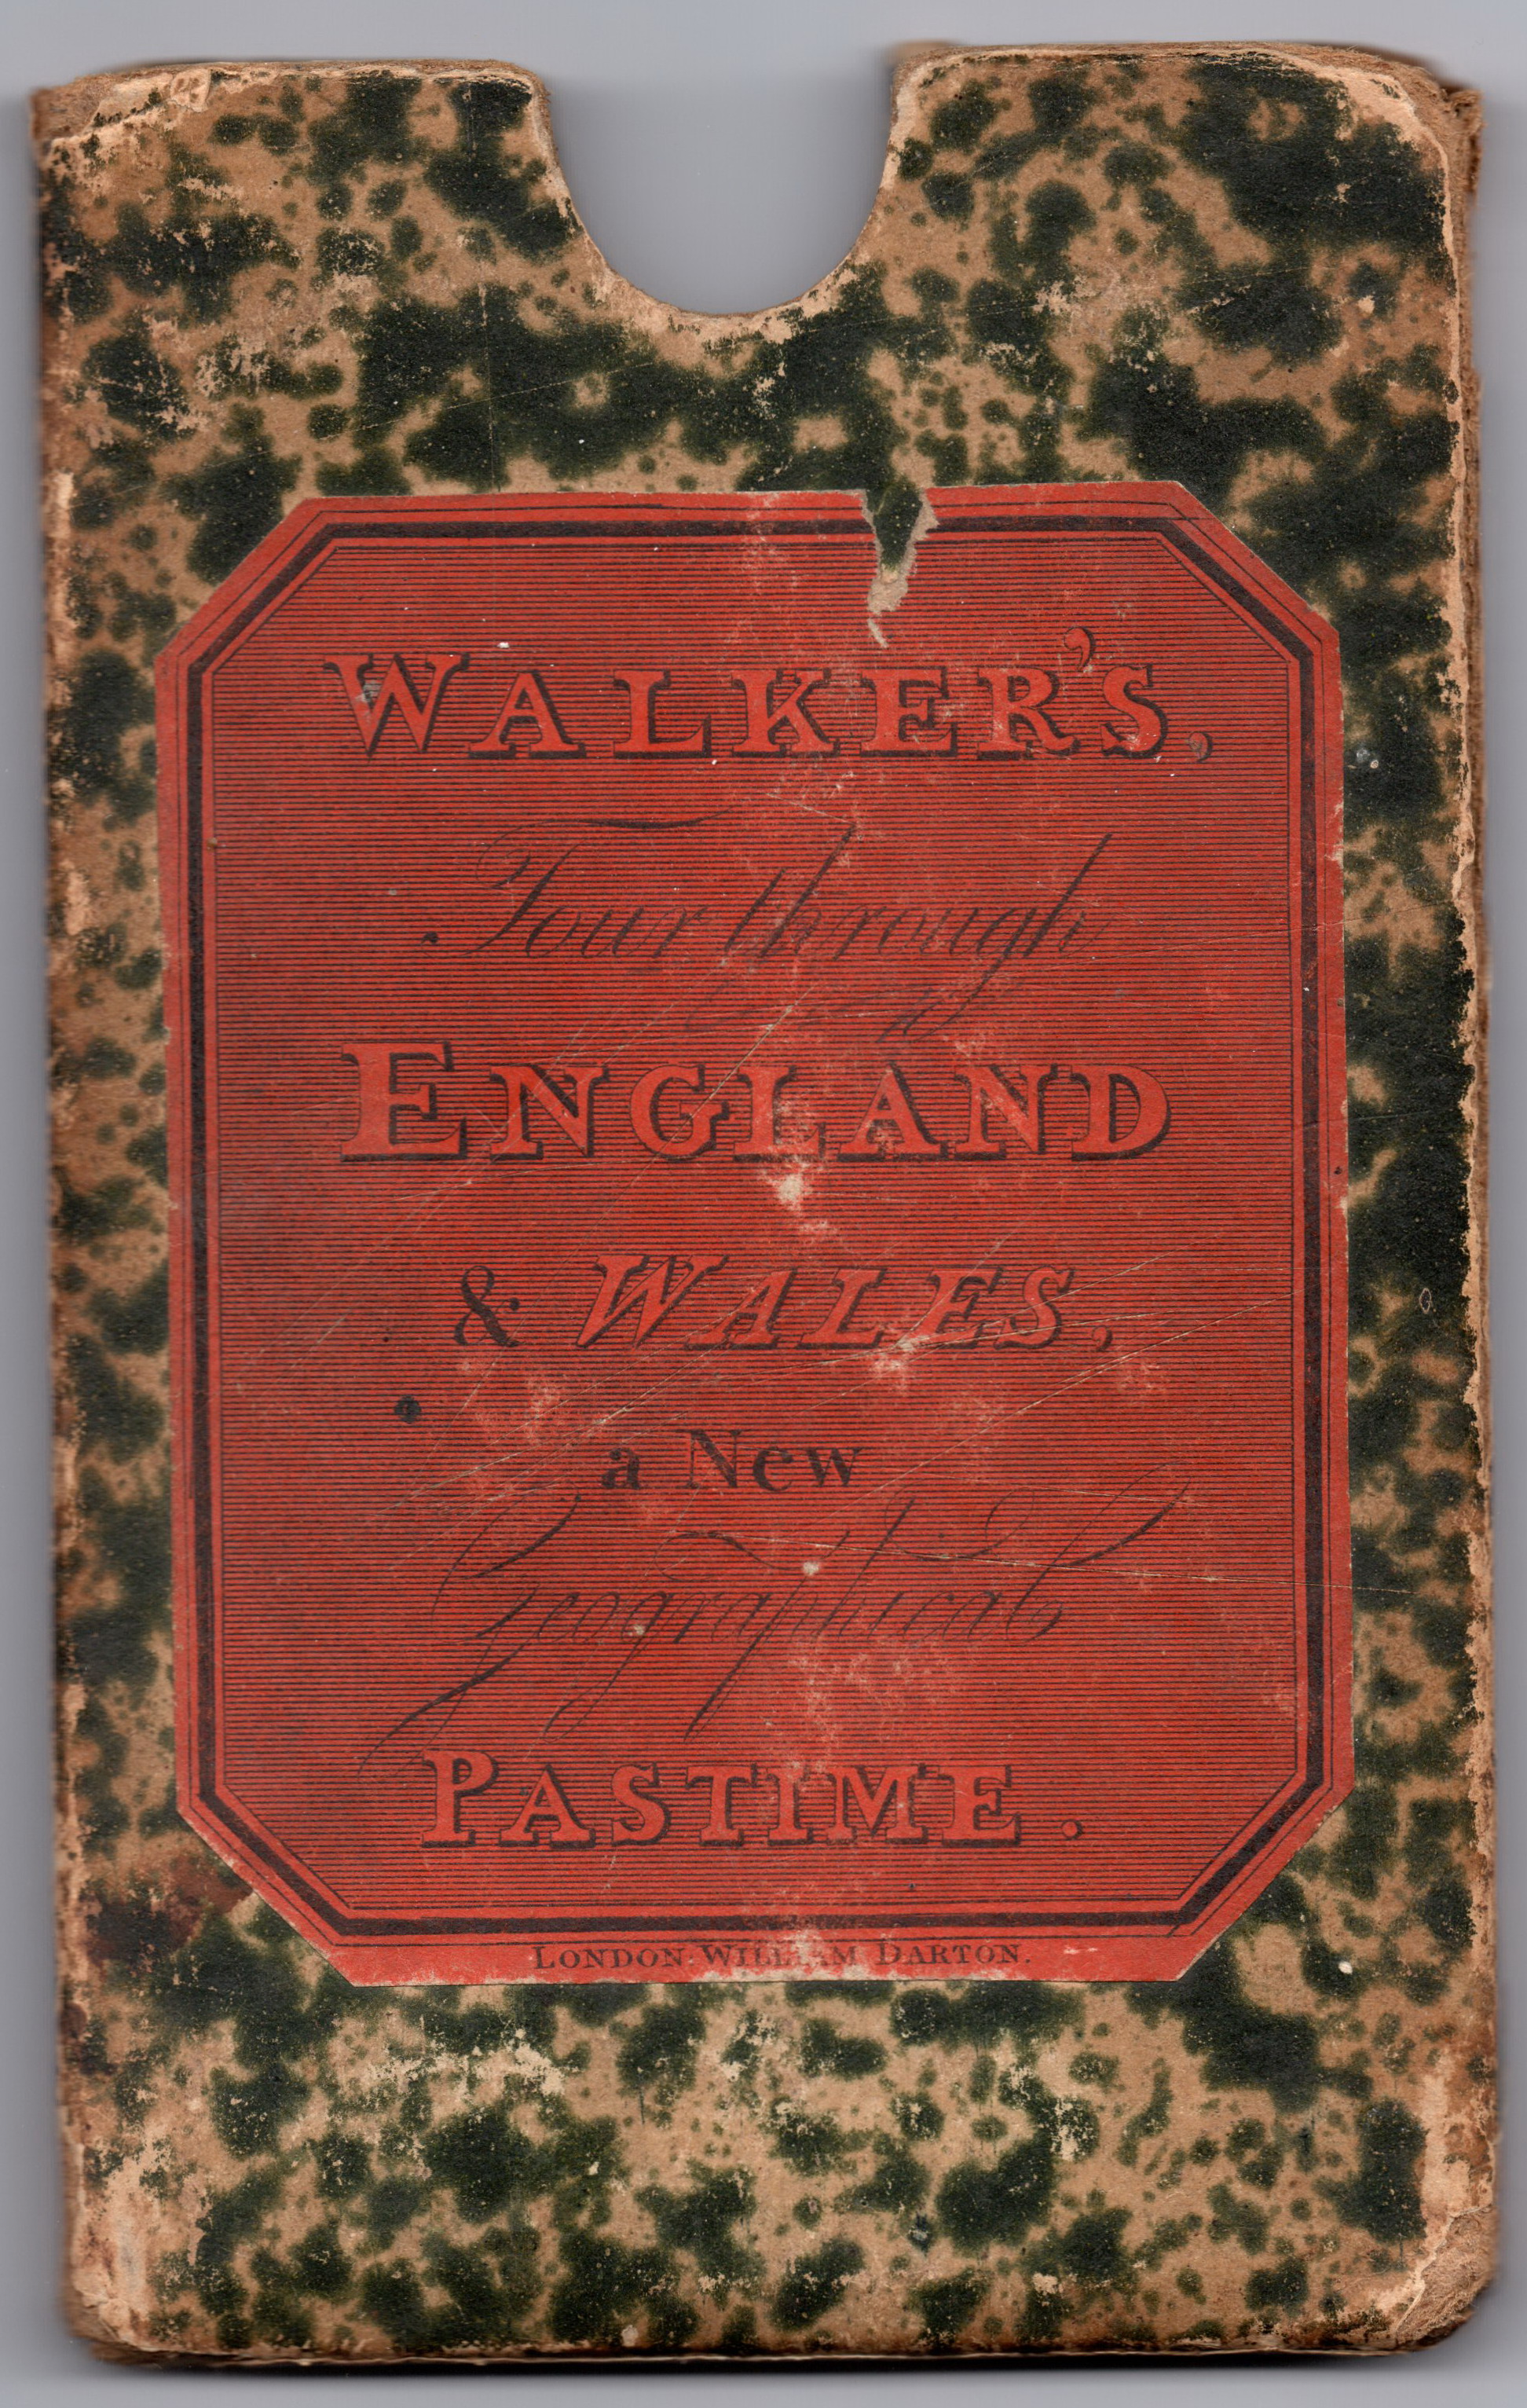 WALKER'S,
Tour through
ENGLAND
& WALES,
a New
Geographical
PASTIME.
LONDON: WILLIAM DARTON.